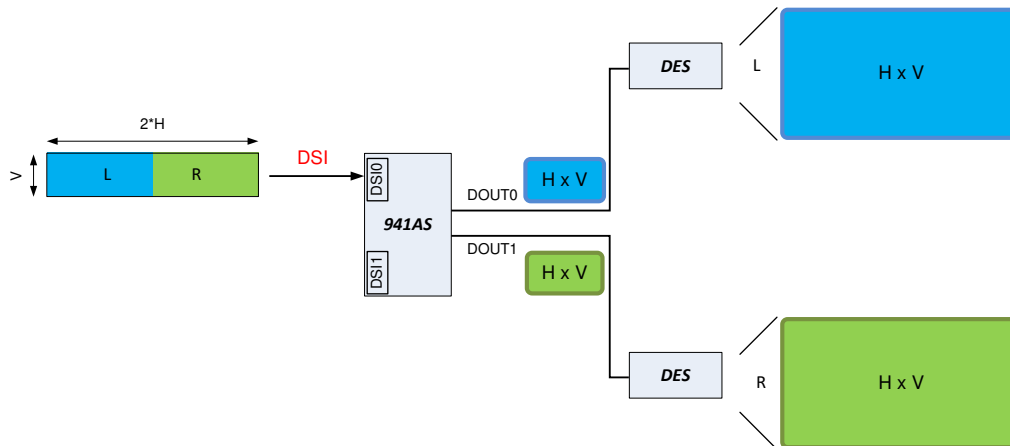 2*H
V
L
R
DSI
DSI0
DSI1
941AS
DOUT0
DOUT1
H x V
H x V
DES
L
H x V
DES
R
H x V